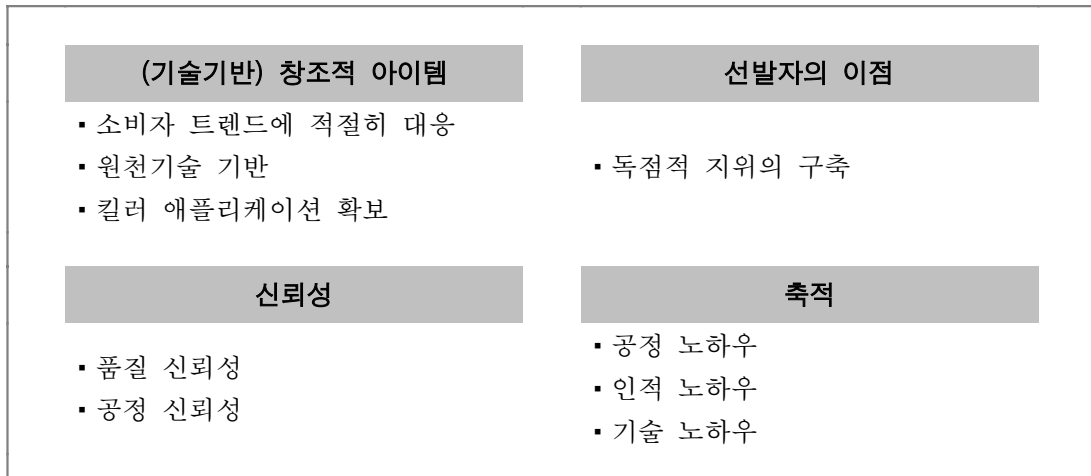 (기술기반) 창조적 아이템
▪ 소비자 트렌드에 적절히 대응
▪ 원천기술 기반
▪ 킬러 애플리케이션 확보
선발자의 이점
▪ 독점적 지위의 구축
신뢰성
▪ 품질 신뢰성
▪ 공정 신뢰성
축적
▪ 공정 노하우
▪ 인적 노하우
▪ 기술 노하우